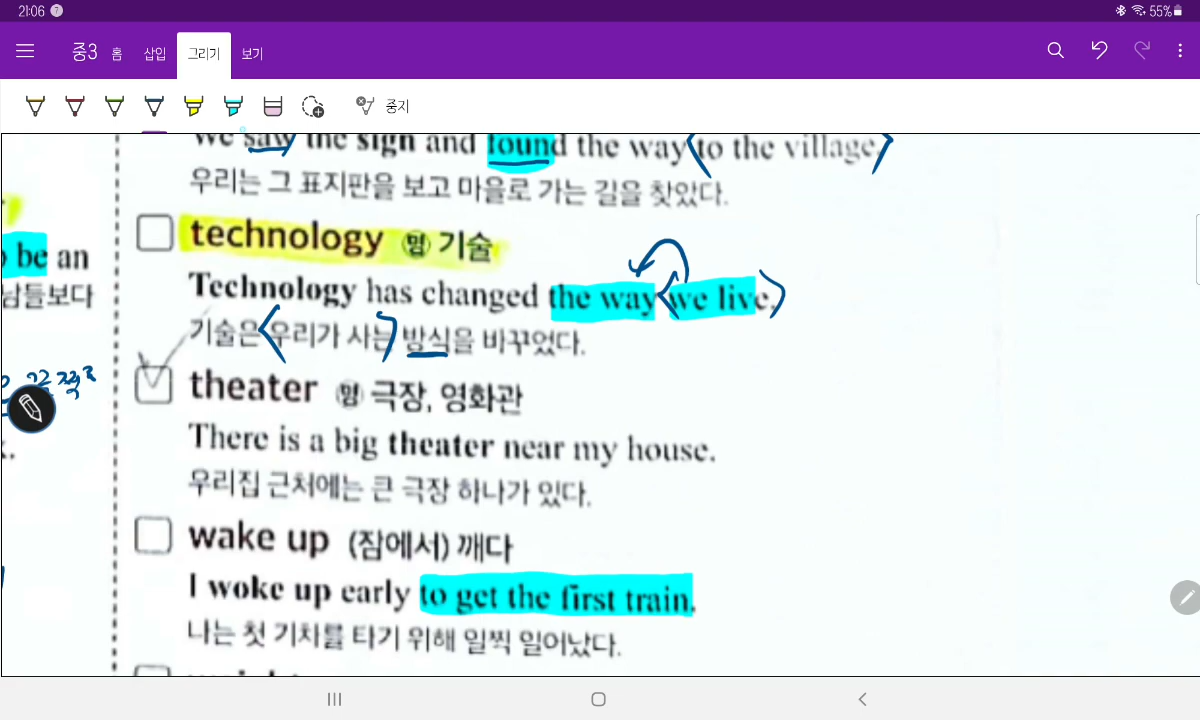 21:06
55%
중3 홈 삽입 그리기 보기
중지
We saw the sign and found the way to the village.
우리는 그 표지판을 보고 마을로 가는 길을 찾았다.
be an
남들보다
technology 명 기술
Technology has changed the way we live.
기술은 우리가 사는 방식을 바꾸었다.
theater 명 극장, 영화관
There is a big theater near my house.
우리집 근처에는 큰 극장 하나가 있다.
wake up (잠에서) 깨다
I woke up early to get the first train.
나는 첫 기차를 타기 위해 일찍 일어났다.